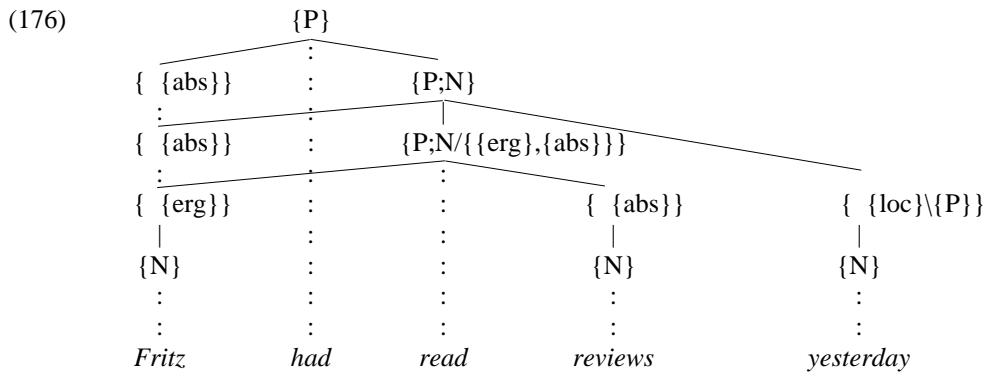 (176) {P}
:
{ {abs}} : {P;N}
: :
{ {abs}} : {P;N/{{erg},{abs}}}
: : :
{ {erg}} : : { {abs}} { {loc}\{P}}
| : : | |
{N} : : {N} {N}
: : : : :
: : : : :
Fritz had read reviews yesterday